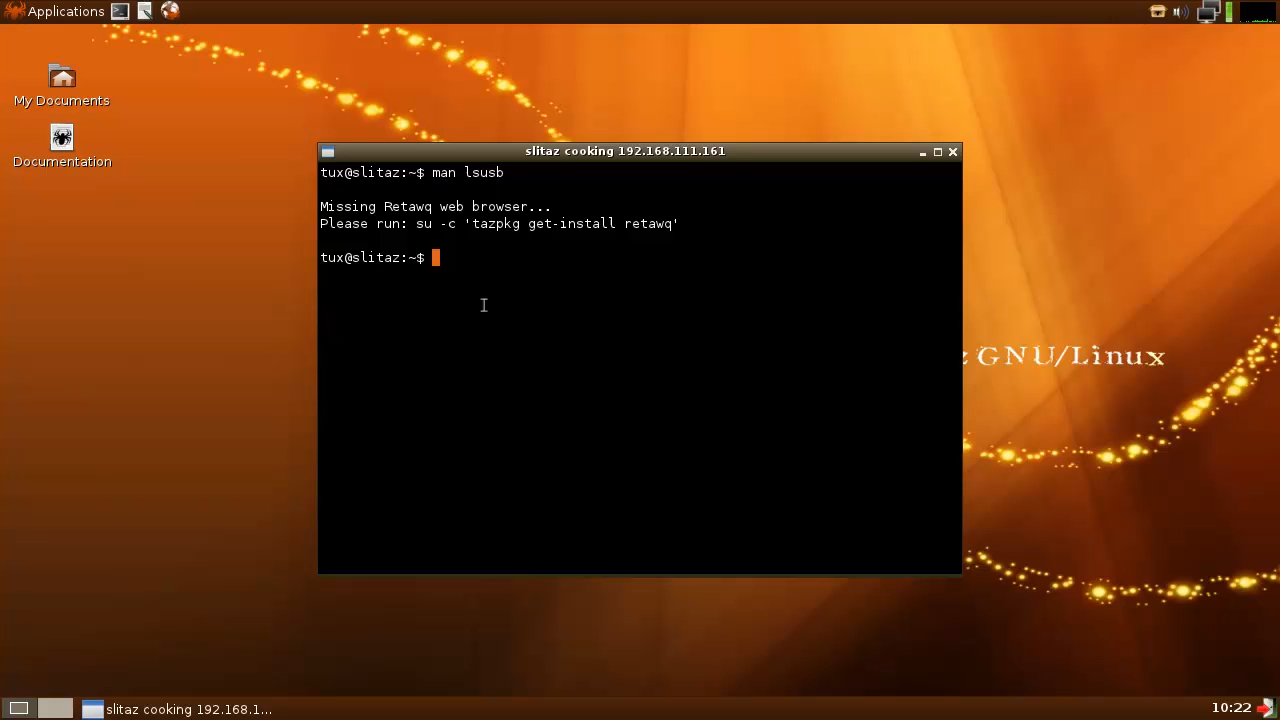 Applications
My Documents
Documentation
slitaz cooking 192.168.111.161
tux@slitaz:~$ man lsusb
Missing Retawq web browser...
Please run: su -c 'tazpkg get-install retawq'
tux@slitaz:~$
GNU/Linux
slitaz cooking 192.168.1...
10:22